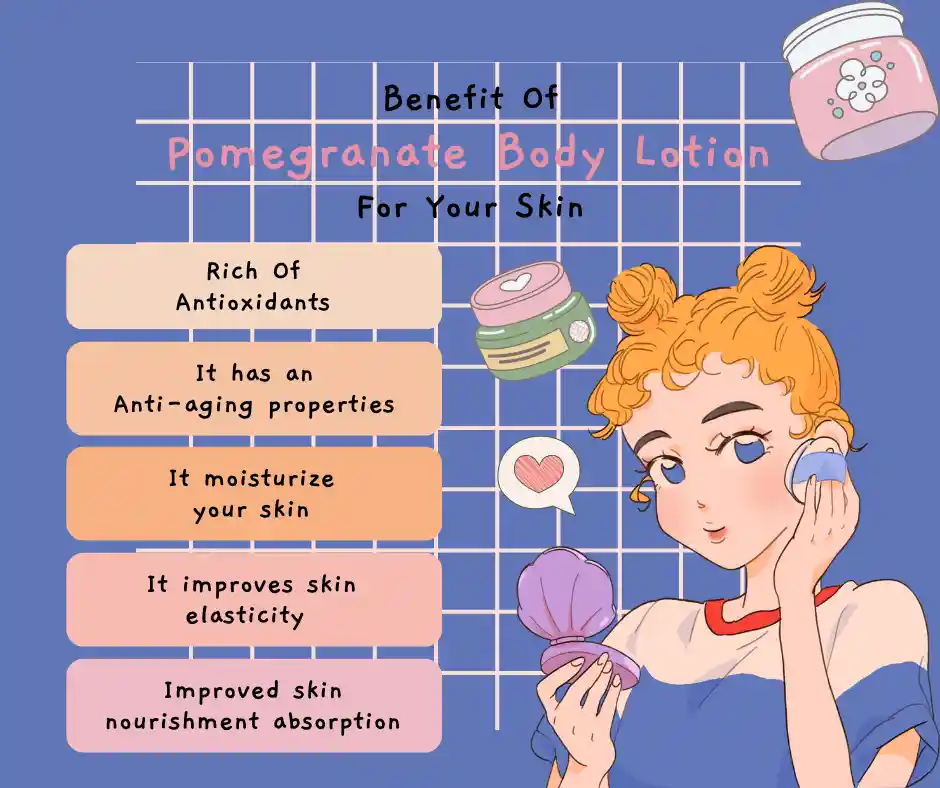 Benefit Of
Pomegranate Body Lotion
For Your Skin
Rich Of
Antioxidants
It has an
Anti-aging properties
It moisturize
your skin
It improves skin
elasticity
Improved skin
nourishment absorption